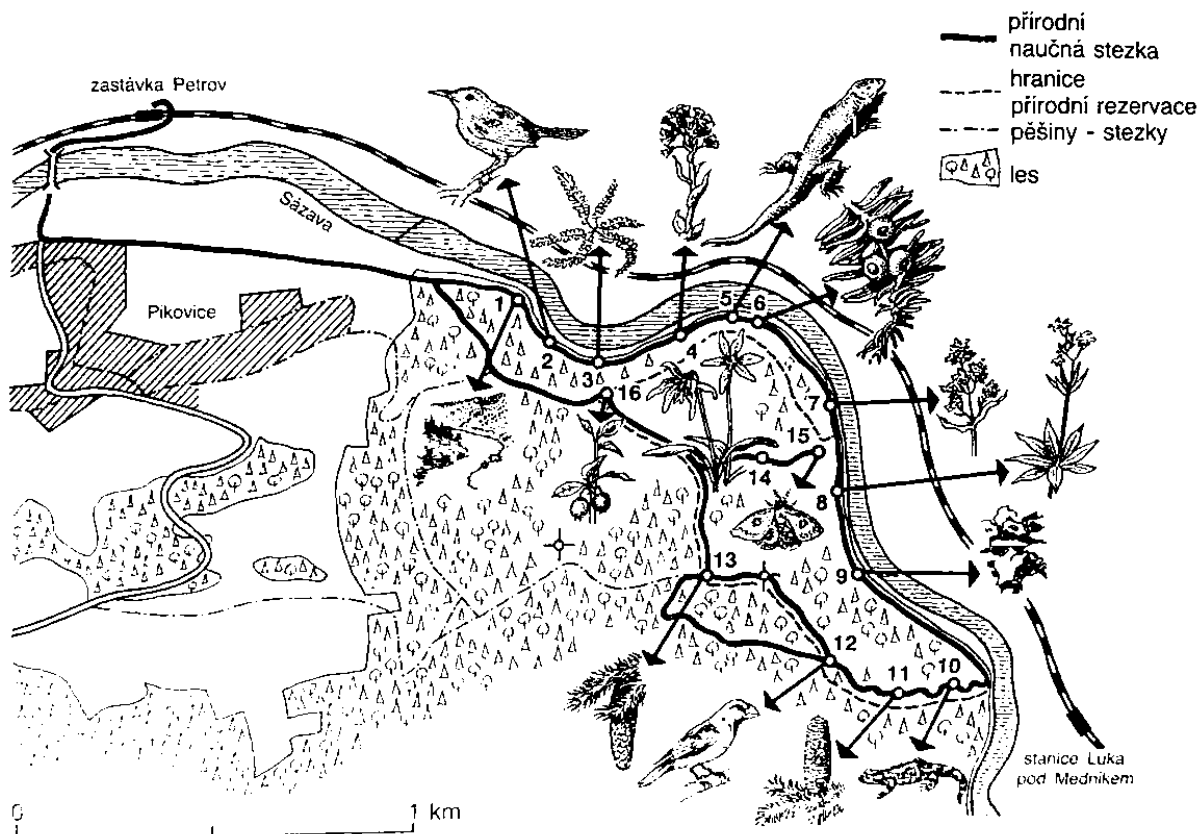 přírodní
naučná stezka
hranice
přírodní rezervace
pěšiny - stezky
les
zastávka Petrov
Sázava
Pikovice
1
2
3
4
5
6
7
8
9
10
11
12
13
14
15
16
stanice Luka
pod Medníkem
0
1 km